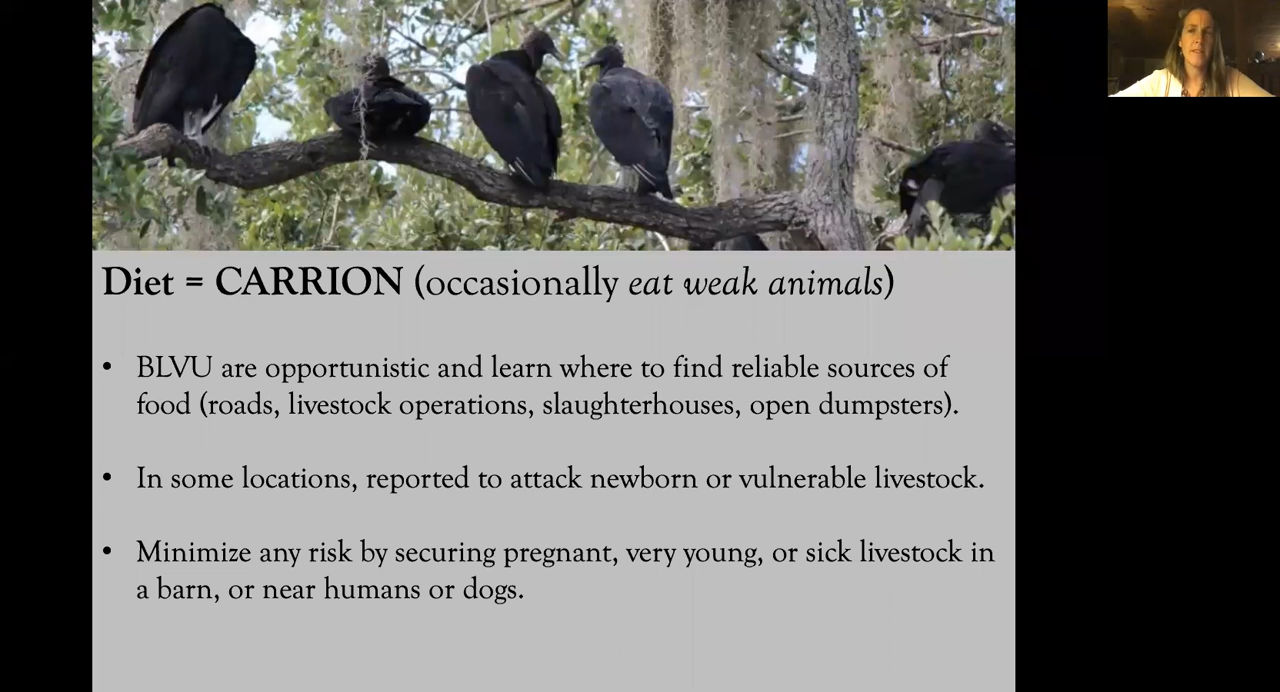 Diet = CARRION (occasionally eat weak animals)
• BLVU are opportunistic and learn where to find reliable sources of
food (roads, livestock operations, slaughterhouses, open dumpsters).
• In some locations, reported to attack newborn or vulnerable livestock.
• Minimize any risk by securing pregnant, very young, or sick livestock in
a barn, or near humans or dogs.